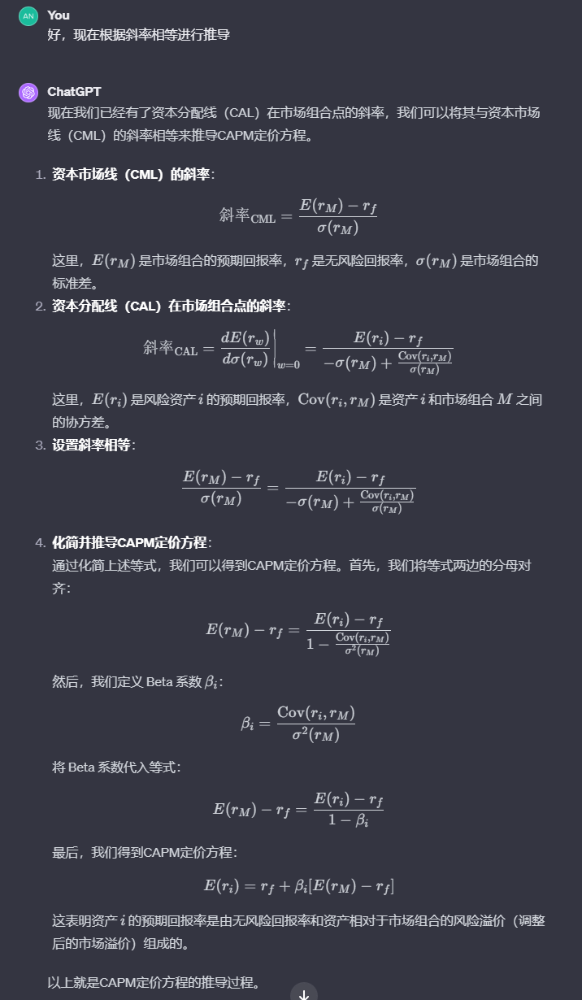 AN
You
好，现在根据斜率相等进行推导
ChatGPT
现在我们已经有了资本分配线（CAL）在市场组合点的斜率，我们可以将其与资本市场
线（CML）的斜率相等来推导CAPM定价方程。
1. 资本市场线（CML）的斜率：
斜率_{CML} = \frac{E(r_M) - r_f}{\sigma(r_M)}
这里，E(r_M) 是市场组合的预期回报率，r_f 是无风险回报率，σ(r_M) 是市场组合的
标准差。
2. 资本分配线（CAL）在市场组合点的斜率：
斜率_{CAL} = \frac{dE(r_w)}{d\sigma(r_w)}|_{w=0} = \frac{E(r_i) - r_f}{-\sigma(r_M) + \frac{Cov(r_i,r_M)}{\sigma(r_M)}}
这里，E(r_i) 是风险资产 i 的预期回报率，Cov(r_i, r_M) 是资产 i 和市场组合 M 之间
的协方差。
3. 设置斜率相等：
\frac{E(r_M) - r_f}{\sigma(r_M)} = \frac{E(r_i) - r_f}{-\sigma(r_M) + \frac{Cov(r_i,r_M)}{\sigma(r_M)}}
4. 化简并推导CAPM定价方程：
通过化简上述等式，我们可以得到CAPM定价方程。首先，我们将等式两边的分母对
齐：
E(r_M) - r_f = \frac{E(r_i) - r_f}{1 - \frac{Cov(r_i,r_M)}{\sigma^2(r_M)}}
然后，我们定义 Beta 系数 β_i：
β_i = \frac{Cov(r_i, r_M)}{\sigma^2(r_M)}
将 Beta 系数代入等式：
E(r_M) - r_f = \frac{E(r_i) - r_f}{1 - β_i}
最后，我们得到CAPM定价方程：
E(r_i) = r_f + β_i[E(r_M) - r_f]
这表明资产 i 的预期回报率是由无风险回报率和资产相对于市场组合的风险溢价（调整
后的市场溢价）组成的。
以上就是CAPM定价方程的推导过程。